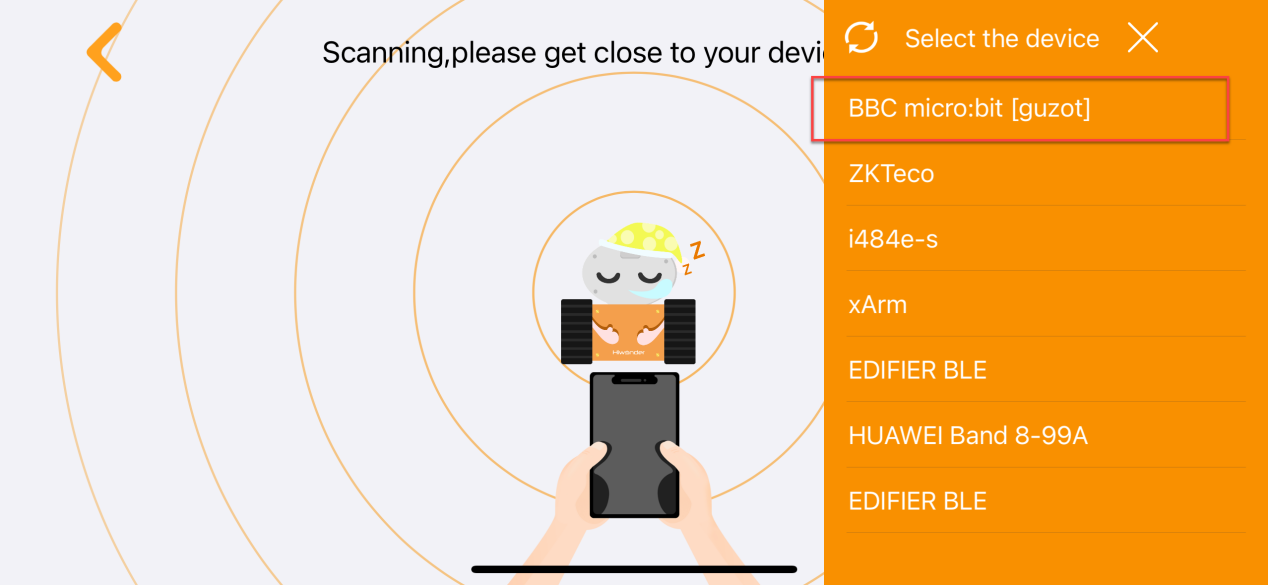 Scanning,please get close to your devi
Select the device
BBC micro:bit [guzot]
ZKTeco
i484e-s
xArm
EDIFIER BLE
HUAWEI Band 8-99A
EDIFIER BLE
z
z
Hiwonder